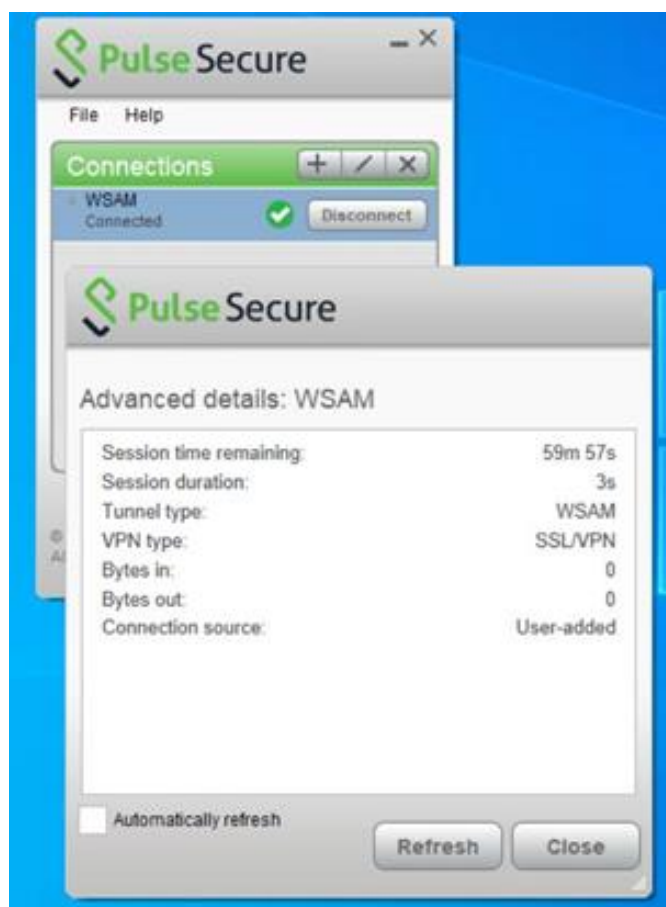 Pulse Secure
File Help
Connections
WSAM
Connected
Disconnect
Pulse Secure
Advanced details: WSAM
Session time remaining: 59m 57s
Session duration: 3s
Tunnel type: WSAM
VPN type: SSL/VPN
Bytes in: 0
Bytes out: 0
Connection source: User-added
Automatically refresh
Refresh
Close